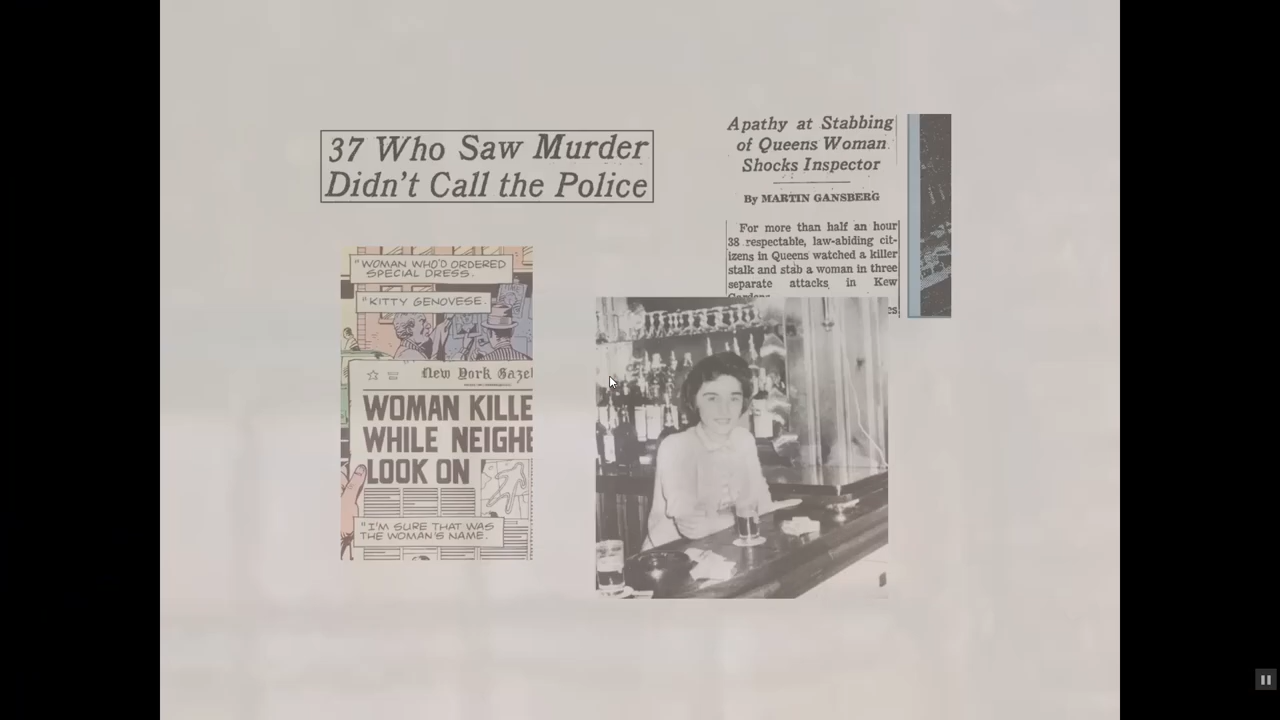 37 Who Saw Murder
Didn't Call the Police
Apathy at Stabbing
of Queens Woman
Shocks Inspector
By MARTIN GANSBERG
For more than half an hour
38 respectable, law-abiding cit-
izens in Queens watched a killer
stalk and stab a woman in three
separate attacks in Kew
"WOMAN WHO'D ORDERED
SPECIAL DRESS.
"KITTY GENOVESE.
New York Gazet
WOMAN KILLE
WHILE NEIGHB
LOOK ON
"I'M SURE THAT WAS
THE WOMAN'S NAME.